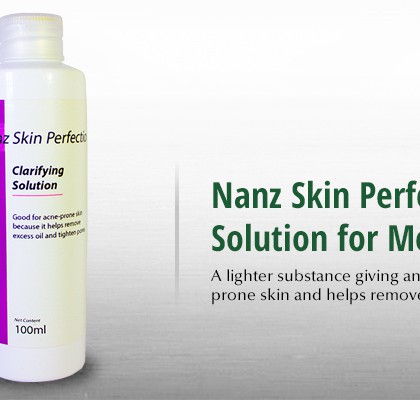 nz Skin Perfection
Clarifying
Solution
Good for acne-prone skin
because it helps remove
excess oil and tighten pores
Net Content
100ml
Nanz Skin Perfe
Solution for Me
A lighter substance giving an
prone skin and helps remove